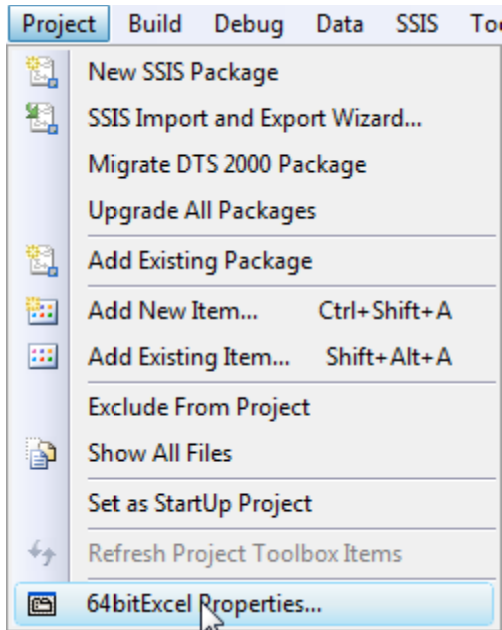 Project Build Debug Data SSIS
New SSIS Package
SSIS Import and Export Wizard...
Migrate DTS 2000 Package
Upgrade All Packages
Add Existing Package
Add New Item... Ctrl+Shift+A
Add Existing Item... Shift+Alt+A
Exclude From Project
Show All Files
Set as StartUp Project
Refresh Project Toolbox Items
64bitExcel Properties...